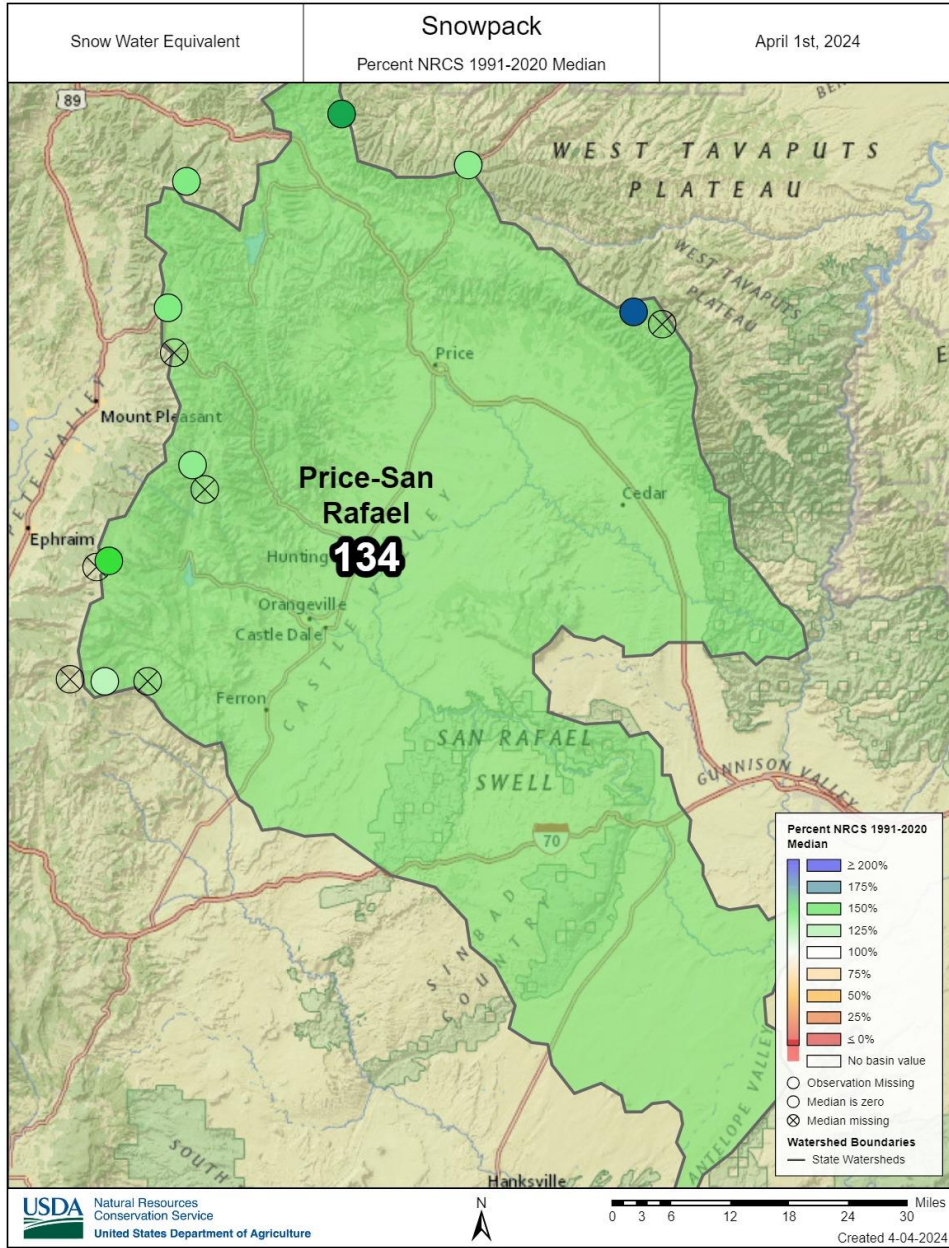 Snow Water Equivalent
Snowpack
Percent NRCS 1991-2020 Median
April 1st, 2024
89
WEST TAVAPUTS
PLATEAU
WEST TAVAPUTS
PLATEAU
Price
Mount Pleasant
Price-San
Rafael
134
Cedar
Ephraim
Hunting
Orangeville
Castle Dale
CASTLE VALLEY
Ferron
SAN RAFAEL
SWELL
GUNNISON VALLEY
70
SINBAD
COUNTRY
ANTELOPE VALLEY
SOUTH
Hanksville
Percent NRCS 1991-2020
Median
≥ 200%
175%
150%
125%
100%
75%
50%
25%
≤ 0%
No basin value
Observation Missing
Median is zero
Median missing
Watershed Boundaries
State Watersheds
USDA
Natural Resources
Conservation Service
United States Department of Agriculture
N
Miles
0 3 6 12 18 24 30
Created 4-04-2024